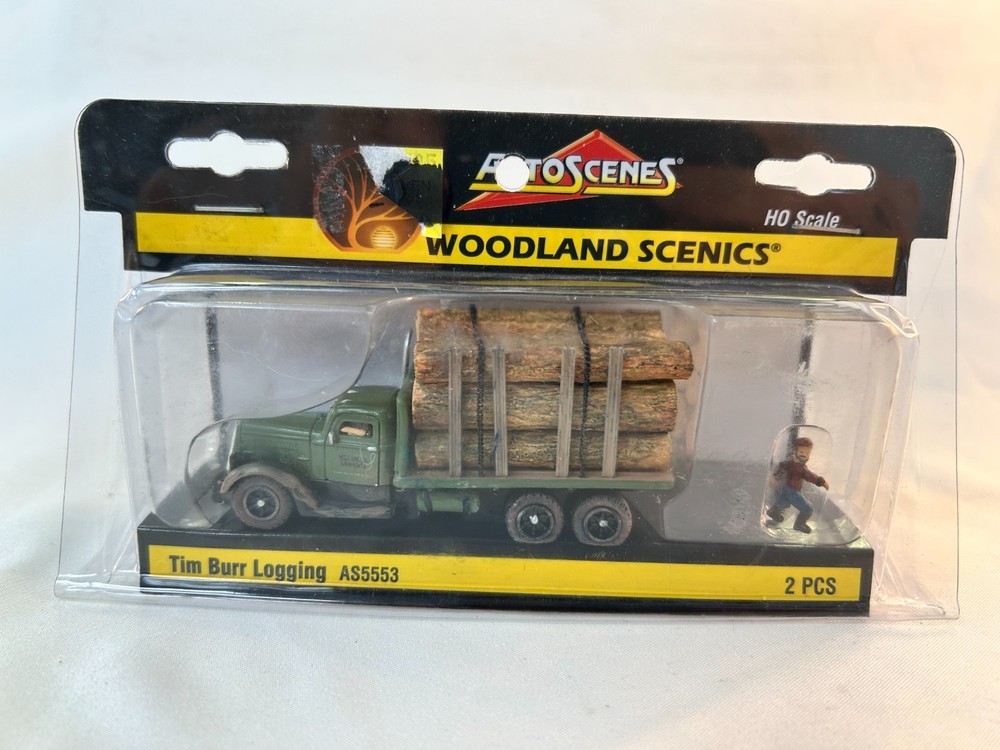 AUTOSCENES®
HO Scale
WOODLAND SCENICS®
Tim Burr Logging AS5553
2 PCS